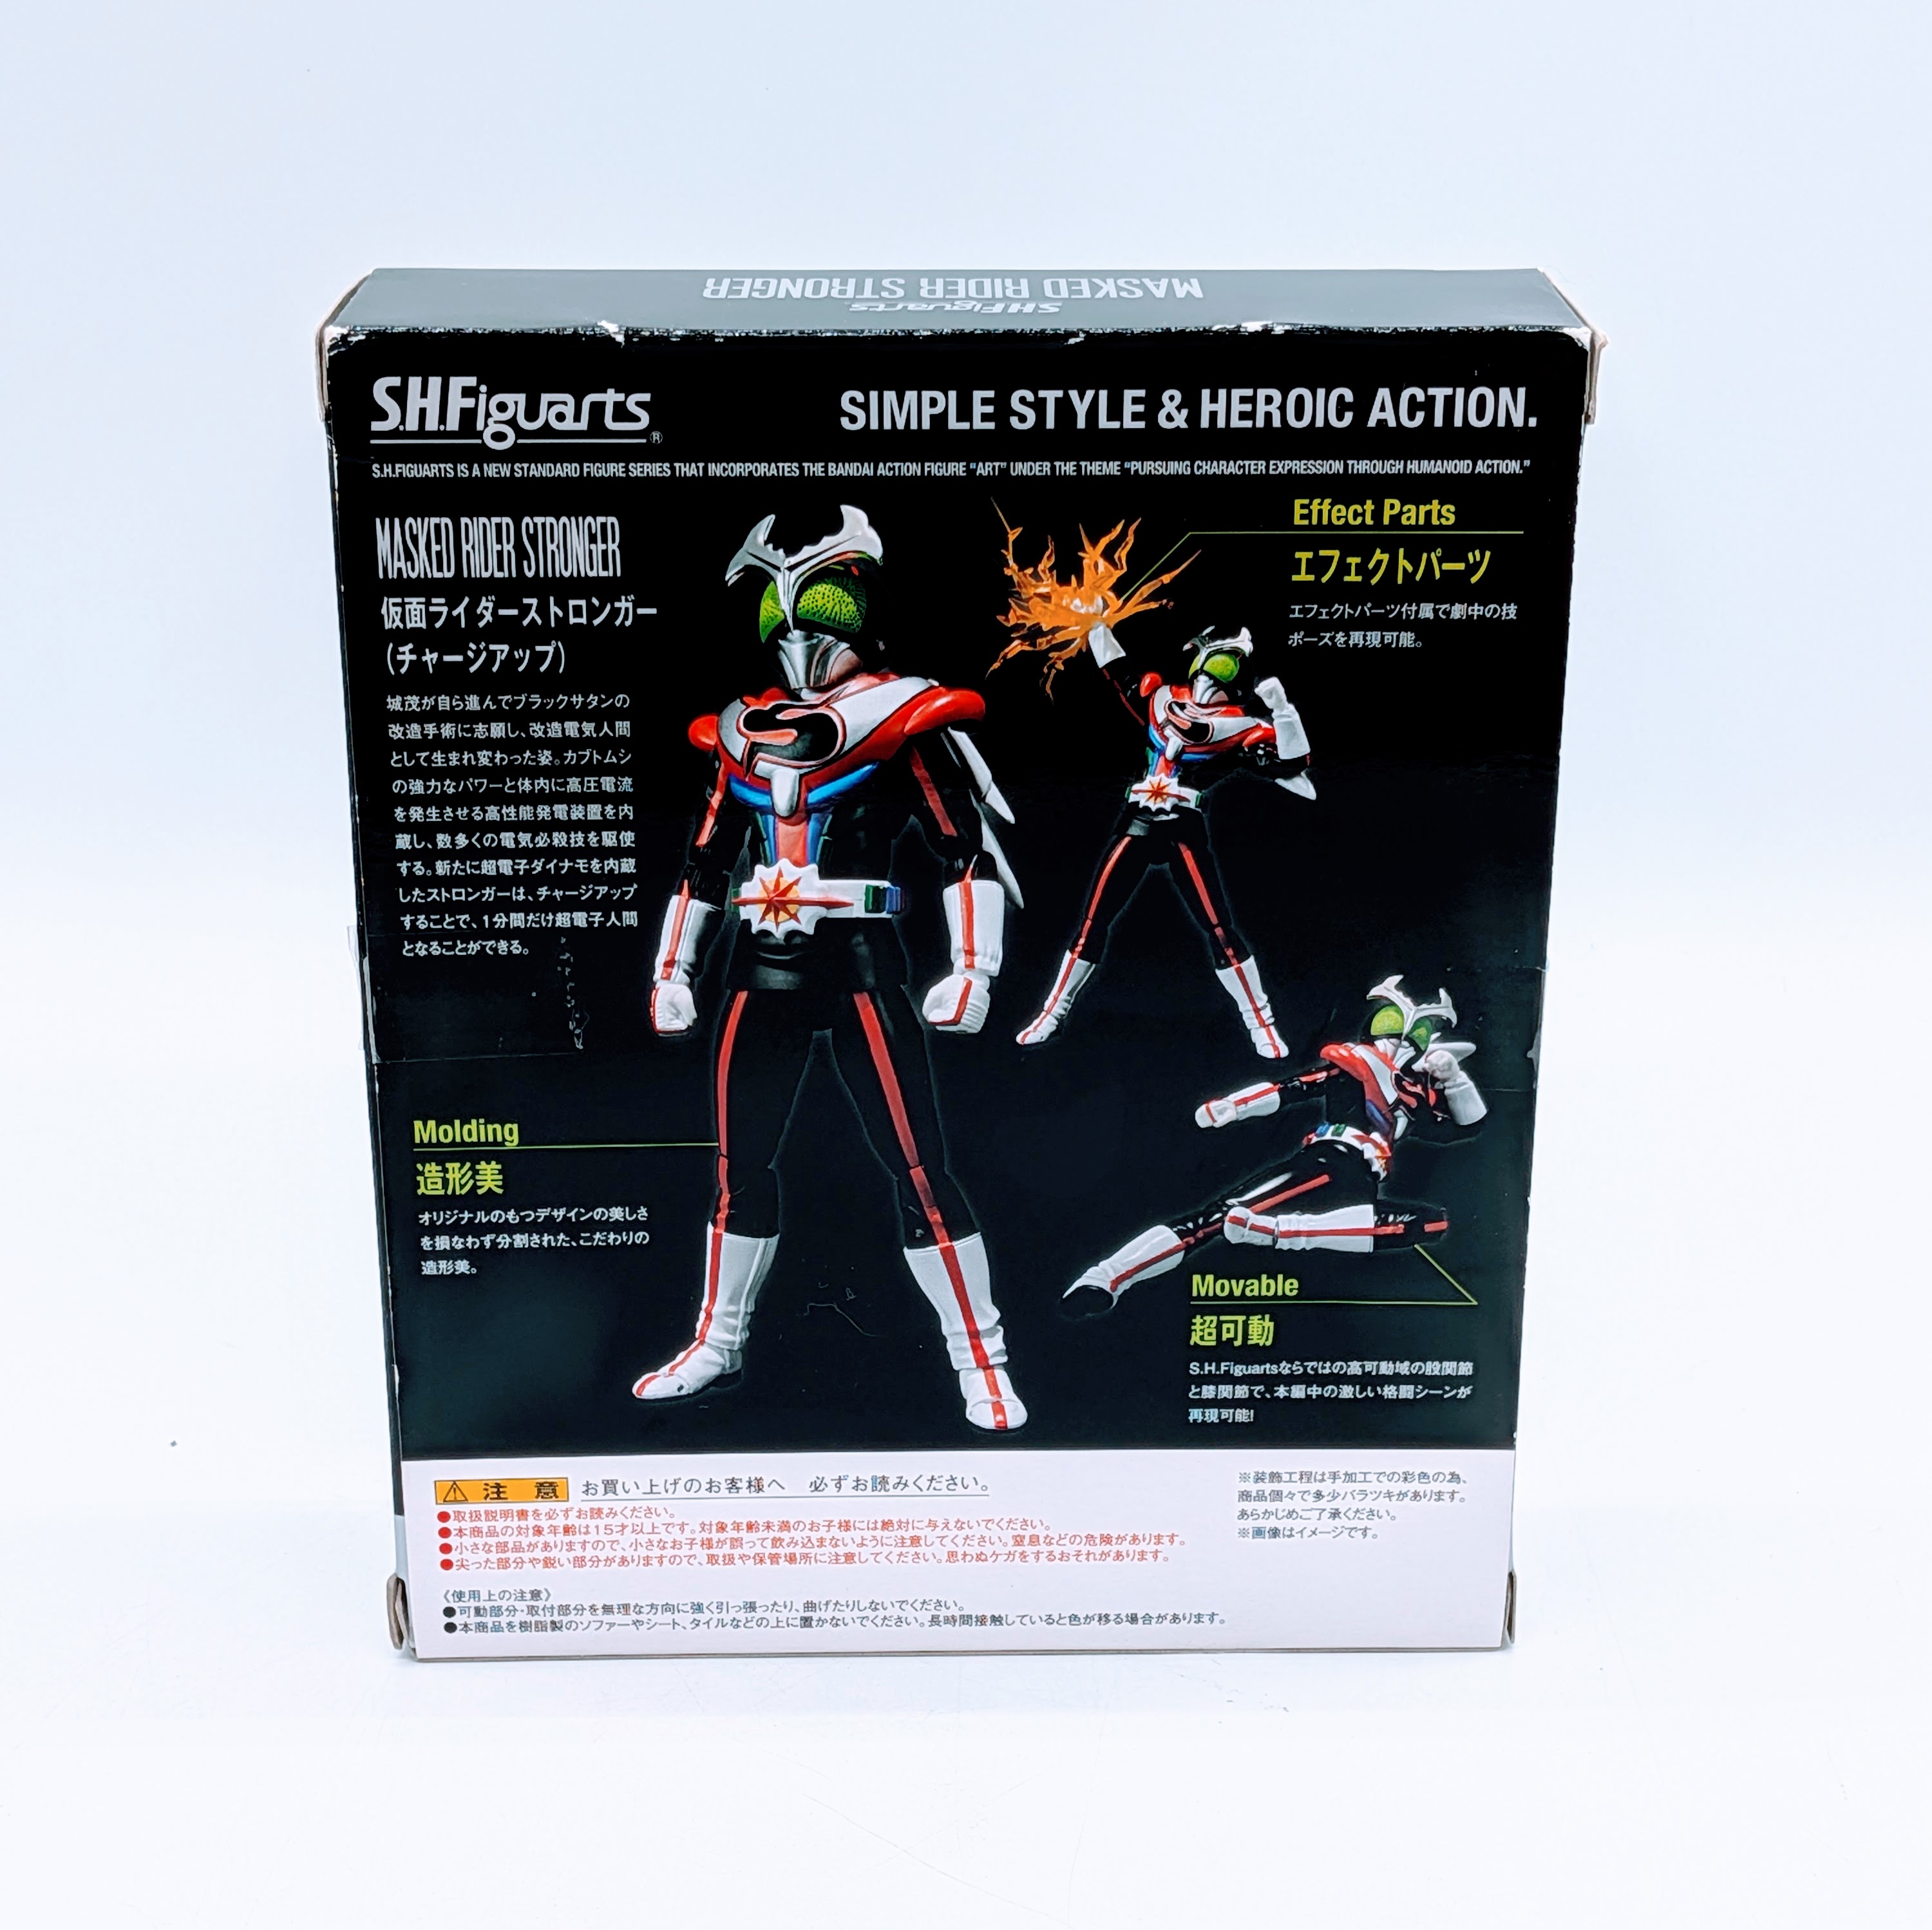 MASKED RIDER STRONGER
S.H.Figuarts
S.H.Figuarts®
SIMPLE STYLE & HEROIC ACTION.
S.H.FIGUARTS IS A NEW STANDARD FIGURE SERIES THAT INCORPORATES THE BANDAI ACTION FIGURE “ART” UNDER THE THEME “PURSUING CHARACTER EXPRESSION THROUGH HUMANOID ACTION.”
MASKED RIDER STRONGER
仮面ライダーストロンガー
(チャージアップ)
城茂が自ら進んでブラックサタンの
改造手術に志願し、改造電気人間
として生まれ変わった姿。カブトムシ
の強力なパワーと体内に高圧電流
を発生させる高性能発電装置を内
蔵し、数多くの電気必殺技を駆使
する。新たに超電子ダイナモを内蔵
したストロンガーは、チャージアップ
することで、1分間だけ超電子人間
となることができる。
Effect Parts
エフェクトパーツ
エフェクトパーツ付属で劇中の技
ポーズを再現可能。
Molding
造形美
オリジナルのもつデザインの美しさ
を損なわず分割された、こだわりの
造形美。
Movable
超可動
S.H.Figuartsならではの高可動域の股関節
と膝関節で、本編中の激しい格闘シーンが
再現可能!
⚠ 注 意 お買い上げのお客様へ 必ずお読みください。
●取扱説明書を必ずお読みください。
●本商品の対象年齢は15才以上です。対象年齢未満のお子様には絶対に与えないでください。
●小さな部品がありますので、小さなお子様が誤って飲み込まないように注意してください。窒息などの危険があります。
●尖った部分や鋭い部分がありますので、取扱や保管場所に注意してください。思わぬケガをするおそれがあります。
《使用上の注意》
●可動部分・取付部分を無理な方向に強く引っ張ったり、曲げたりしないでください。
●本商品を樹脂製のソファーやシート、タイルなどの上に置かないでください。長時間接触していると色が移る場合があります。
※装飾工程は手加工での彩色の為、
商品個々で多少バラツキがあります。
あらかじめご了承ください。
※画像はイメージです。